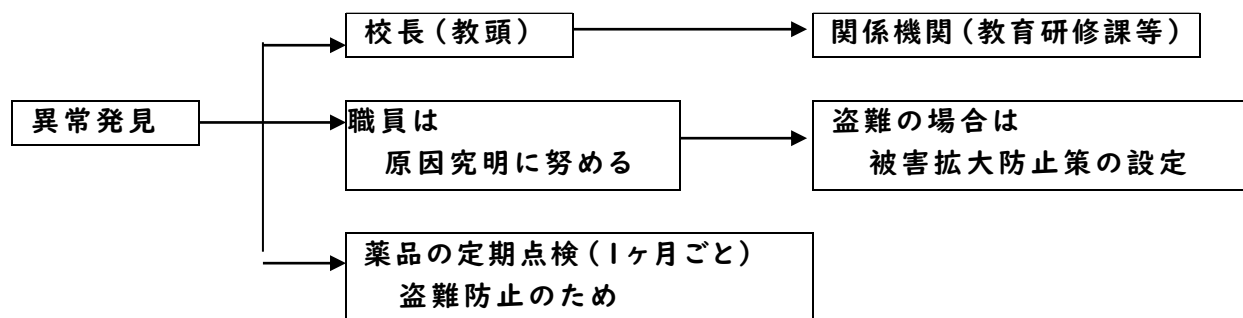 校長（教頭）
関係機関（教育研修課等）
異常発見
職員は
原因究明に努める
盗難の場合は
被害拡大防止策の設定
薬品の定期点検（1ヶ月ごと）
盗難防止のため